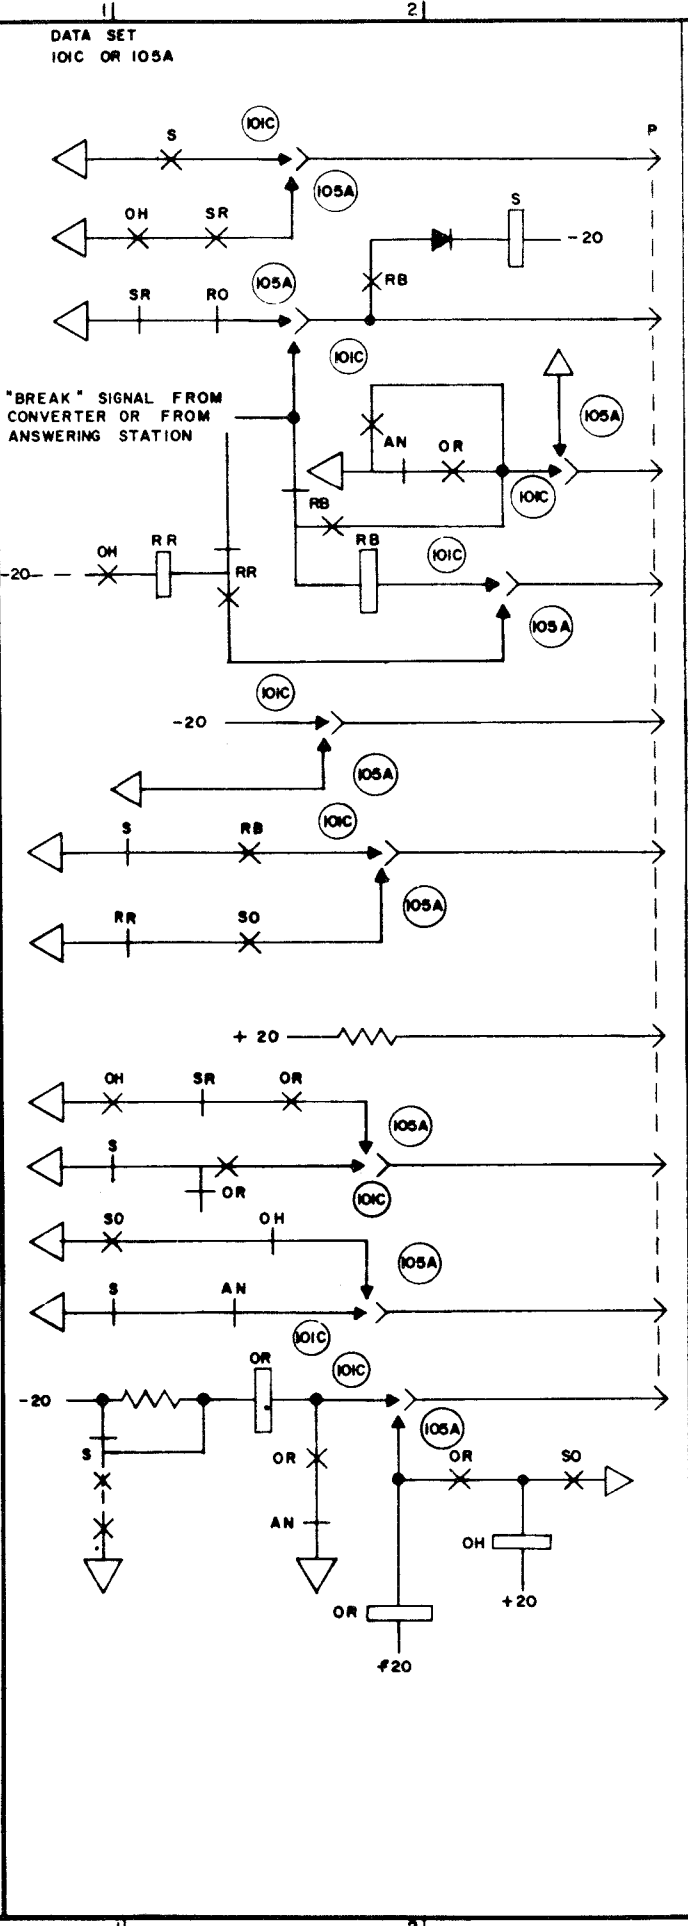 1
2
DATA SET
101C OR 105A
101C
S
P
105A
OH SR
S
-20
RB
105A
SR RO
101C
"BREAK" SIGNAL FROM
CONVERTER OR FROM
ANSWERING STATION
105A
AN OR
101C
RB
RB
101C
OH RR
-20
RR
105A
101C
-20
105A
101C
S RB
105A
RR SO
+ 20
OH SR OR
105A
S
OR
101C
SO OH
105A
S AN
101C
OR
101C
-20
105A
S
OR
OR SO
AN
OH
+20
OR
+20